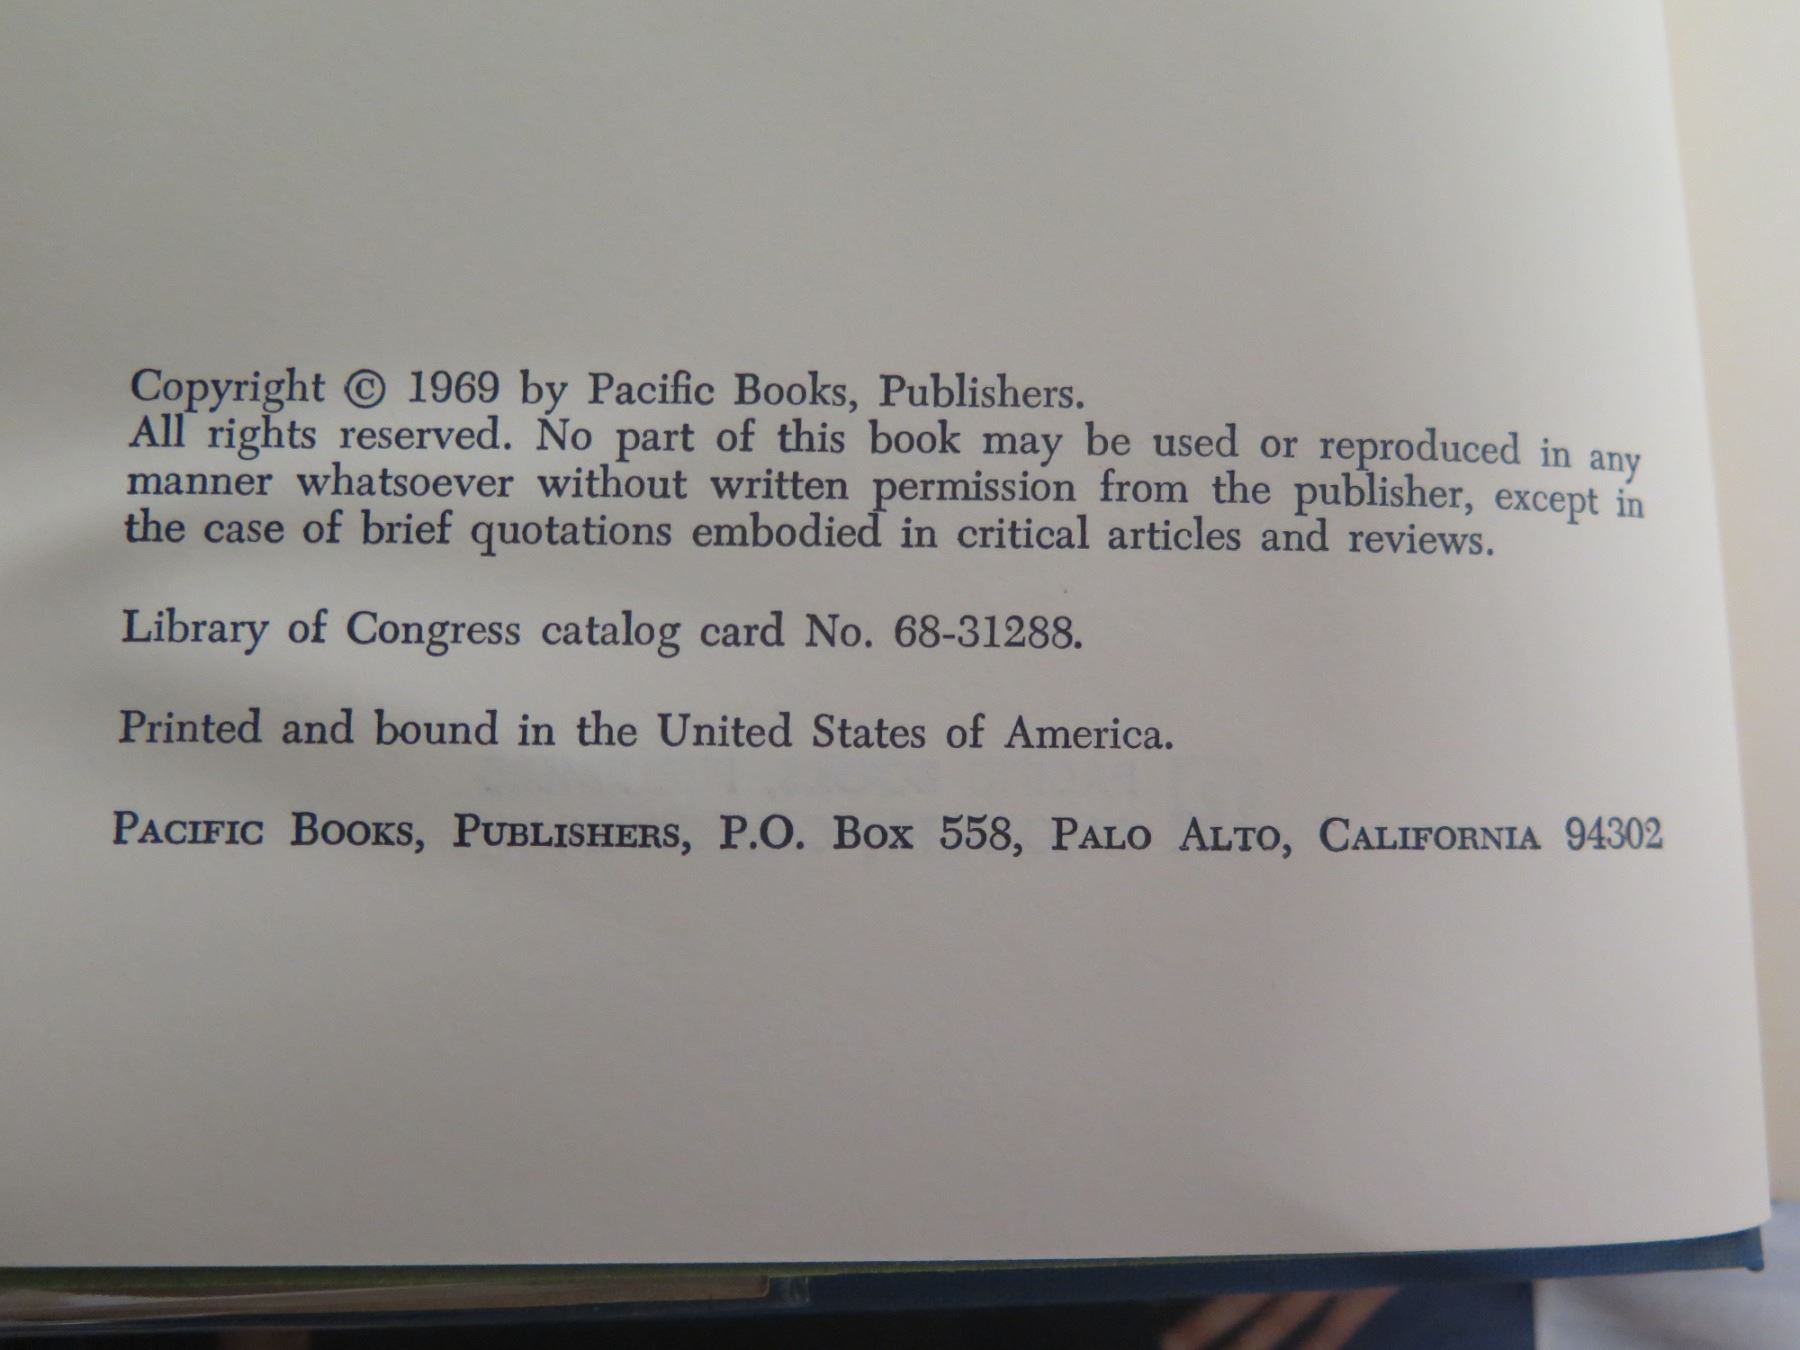 Copyright © 1969 by Pacific Books, Publishers.
All rights reserved. No part of this book may be used or reproduced in any
manner whatsoever without written permission from the publisher, except in
the case of brief quotations embodied in critical articles and reviews.
Library of Congress catalog card No. 68-31288.
Printed and bound in the United States of America.
PACIFIC BOOKS, PUBLISHERS, P.O. BOX 558, PALO ALTO, CALIFORNIA 94302